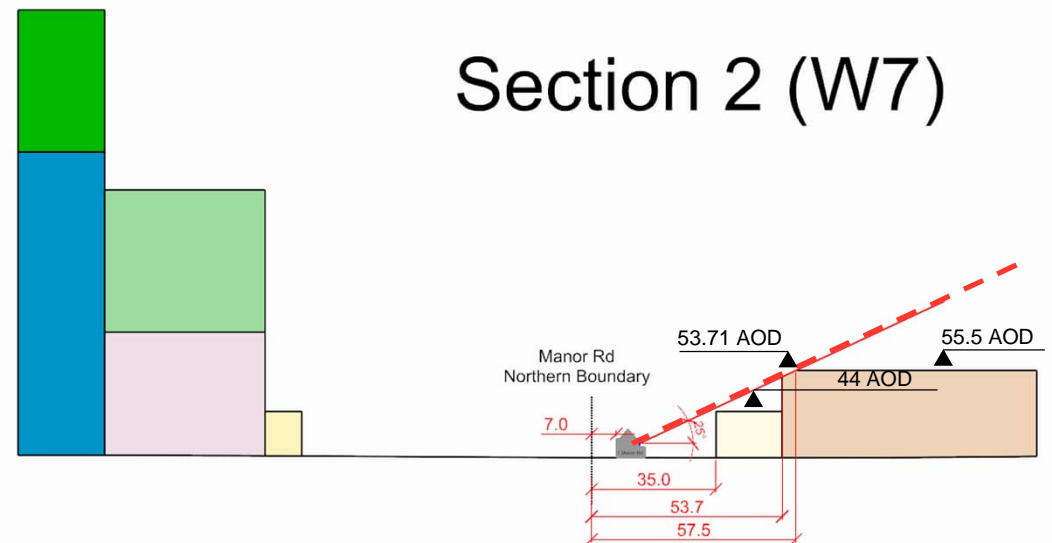 Section 2 (W7)
53.71 AOD
55.5 AOD
Manor Rd
Northern Boundary
44 AOD
7.0
25°
35.0
53.7
57.5